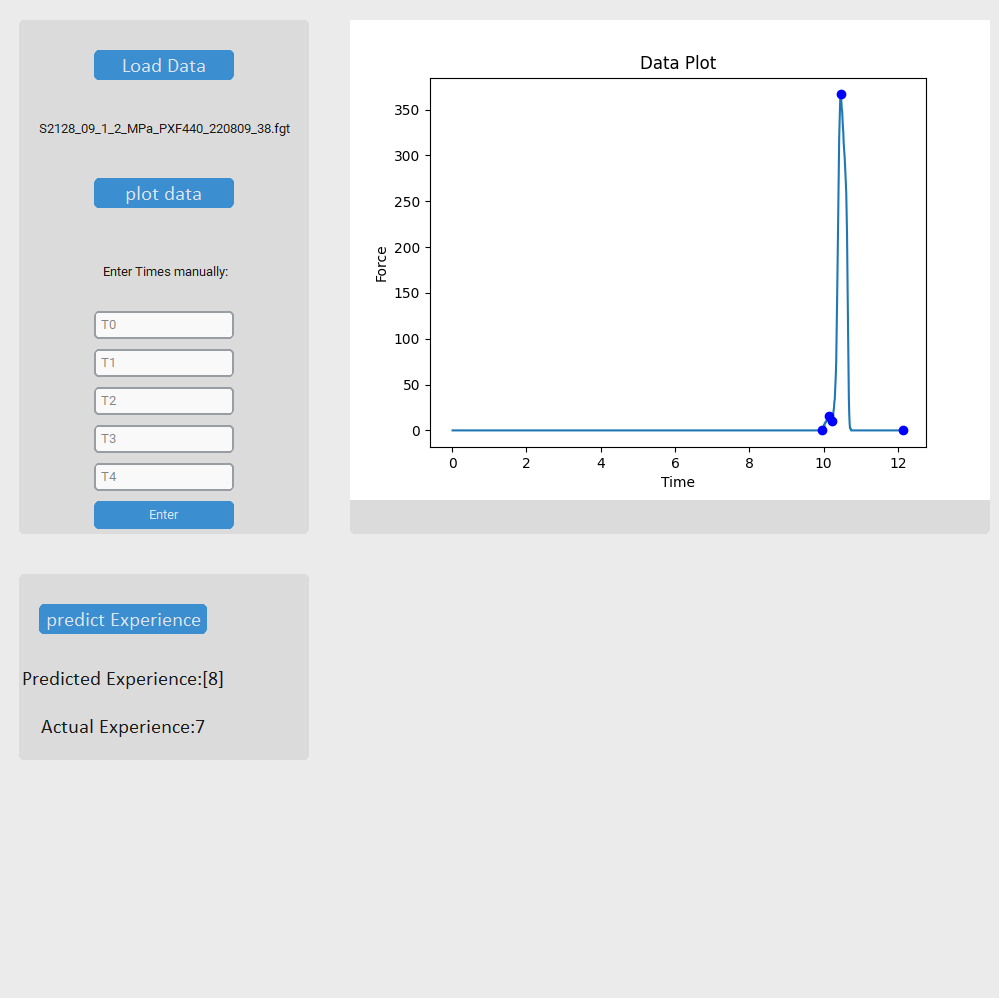 Load Data
S2128_09_1_2_MPa_PXF440_220809_38.fgt
plot data
Enter Times manually:
T0
T1
T2
T3
T4
Enter
Data Plot
350
300
250
200
150
100
50
0
Force
0 2 4 6 8 10 12
Time
predict Experience
Predicted Experience:[8]
Actual Experience:7